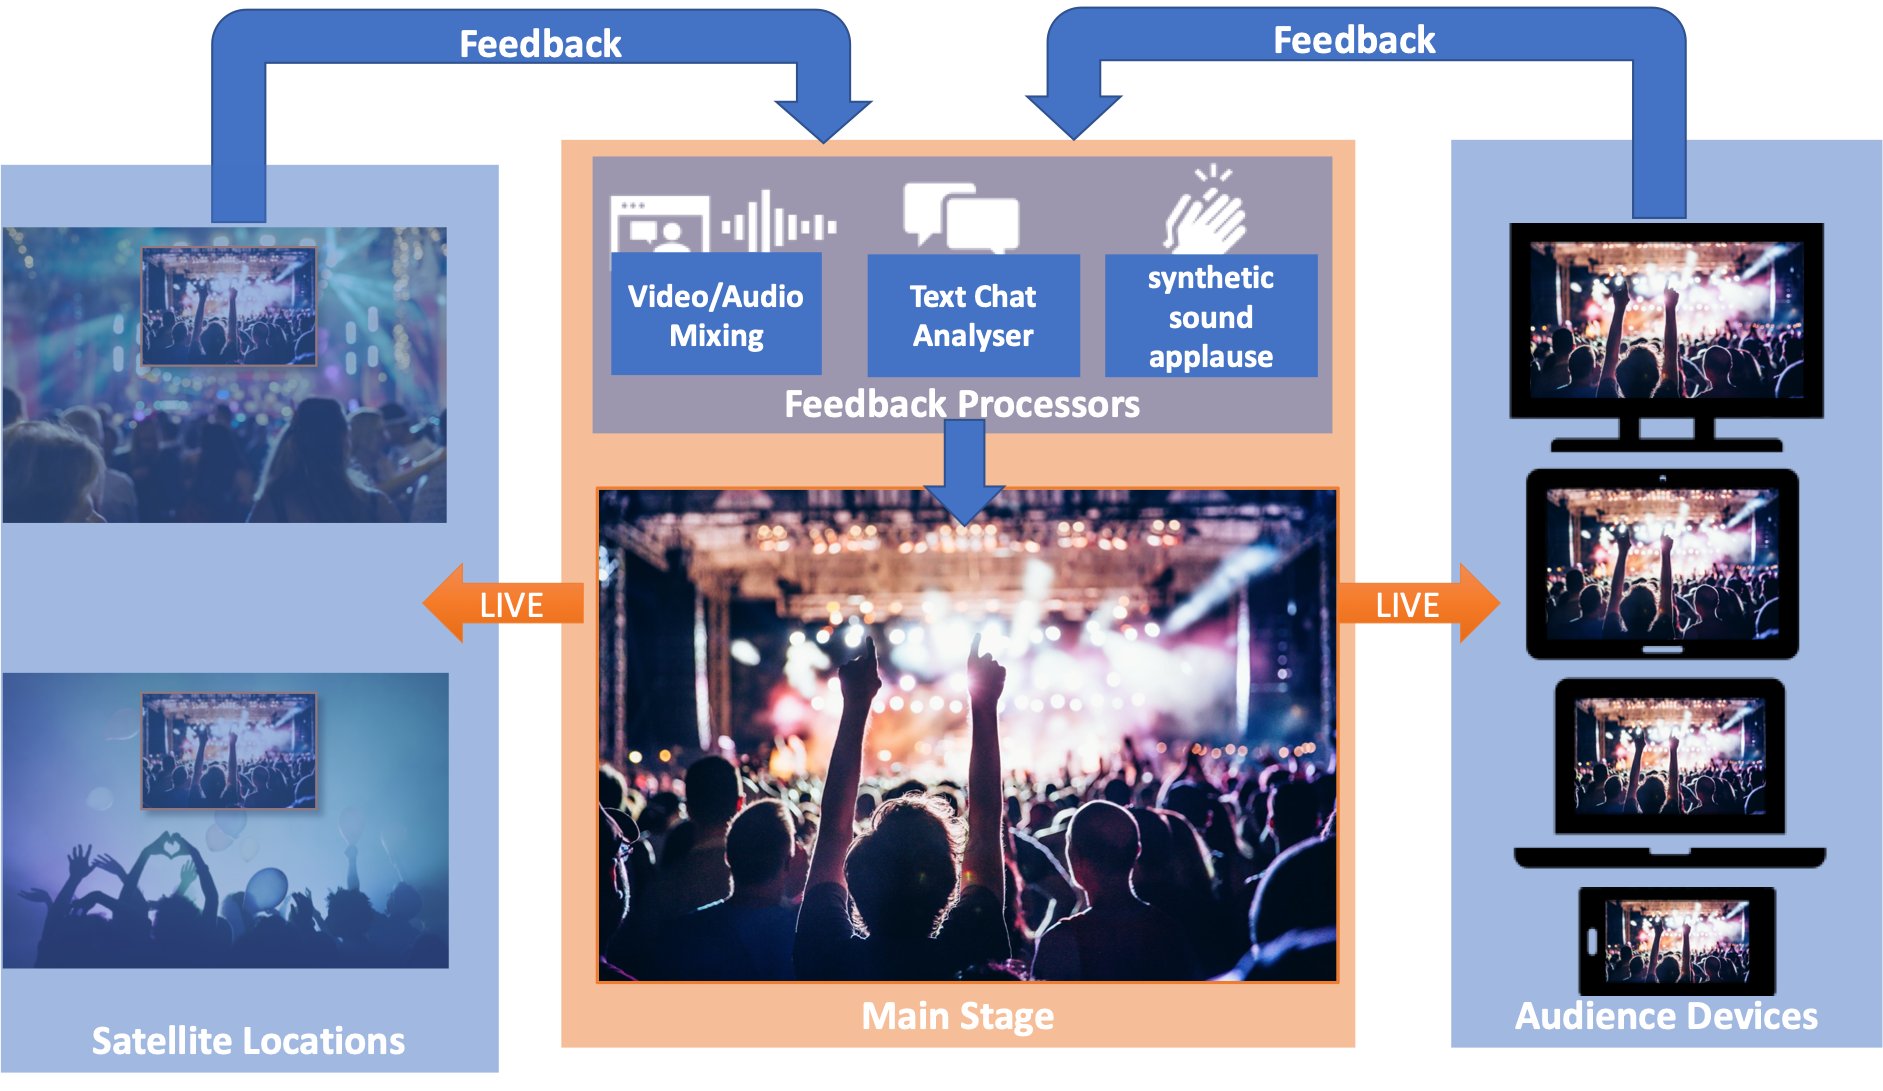 Feedback
Feedback
Video/Audio
Mixing
Text Chat
Analyser
synthetic
sound
applause
Feedback Processors
LIVE
LIVE
Main Stage
Satellite Locations
Audience Devices